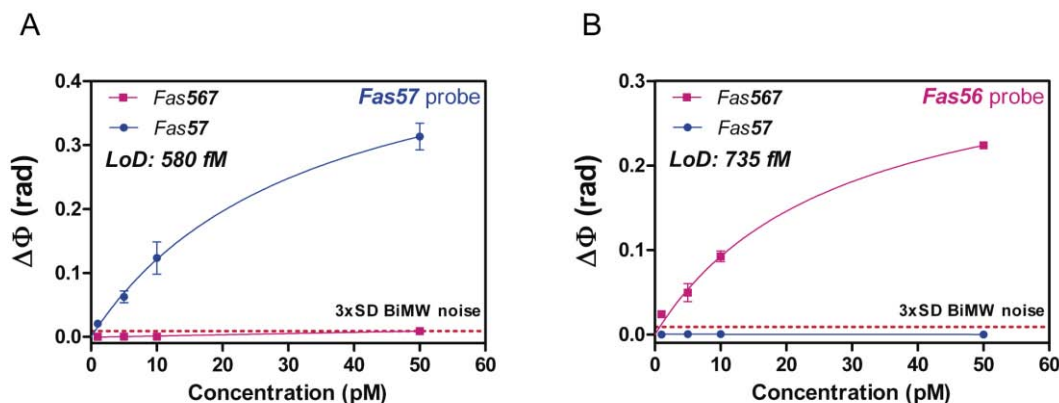 A
Fas567
Fas57
LoD: 580 fM
Fas57 probe
3xSD BiMW noise
ΔΦ (rad)
0.4
0.3
0.2
0.1
0.0
0 10 20 30 40 50 60
Concentration (pM)
B
Fas567
Fas57
LoD: 735 fM
Fas56 probe
3xSD BiMW noise
ΔΦ (rad)
0.3
0.2
0.1
0.0
0 10 20 30 40 50 60
Concentration (pM)